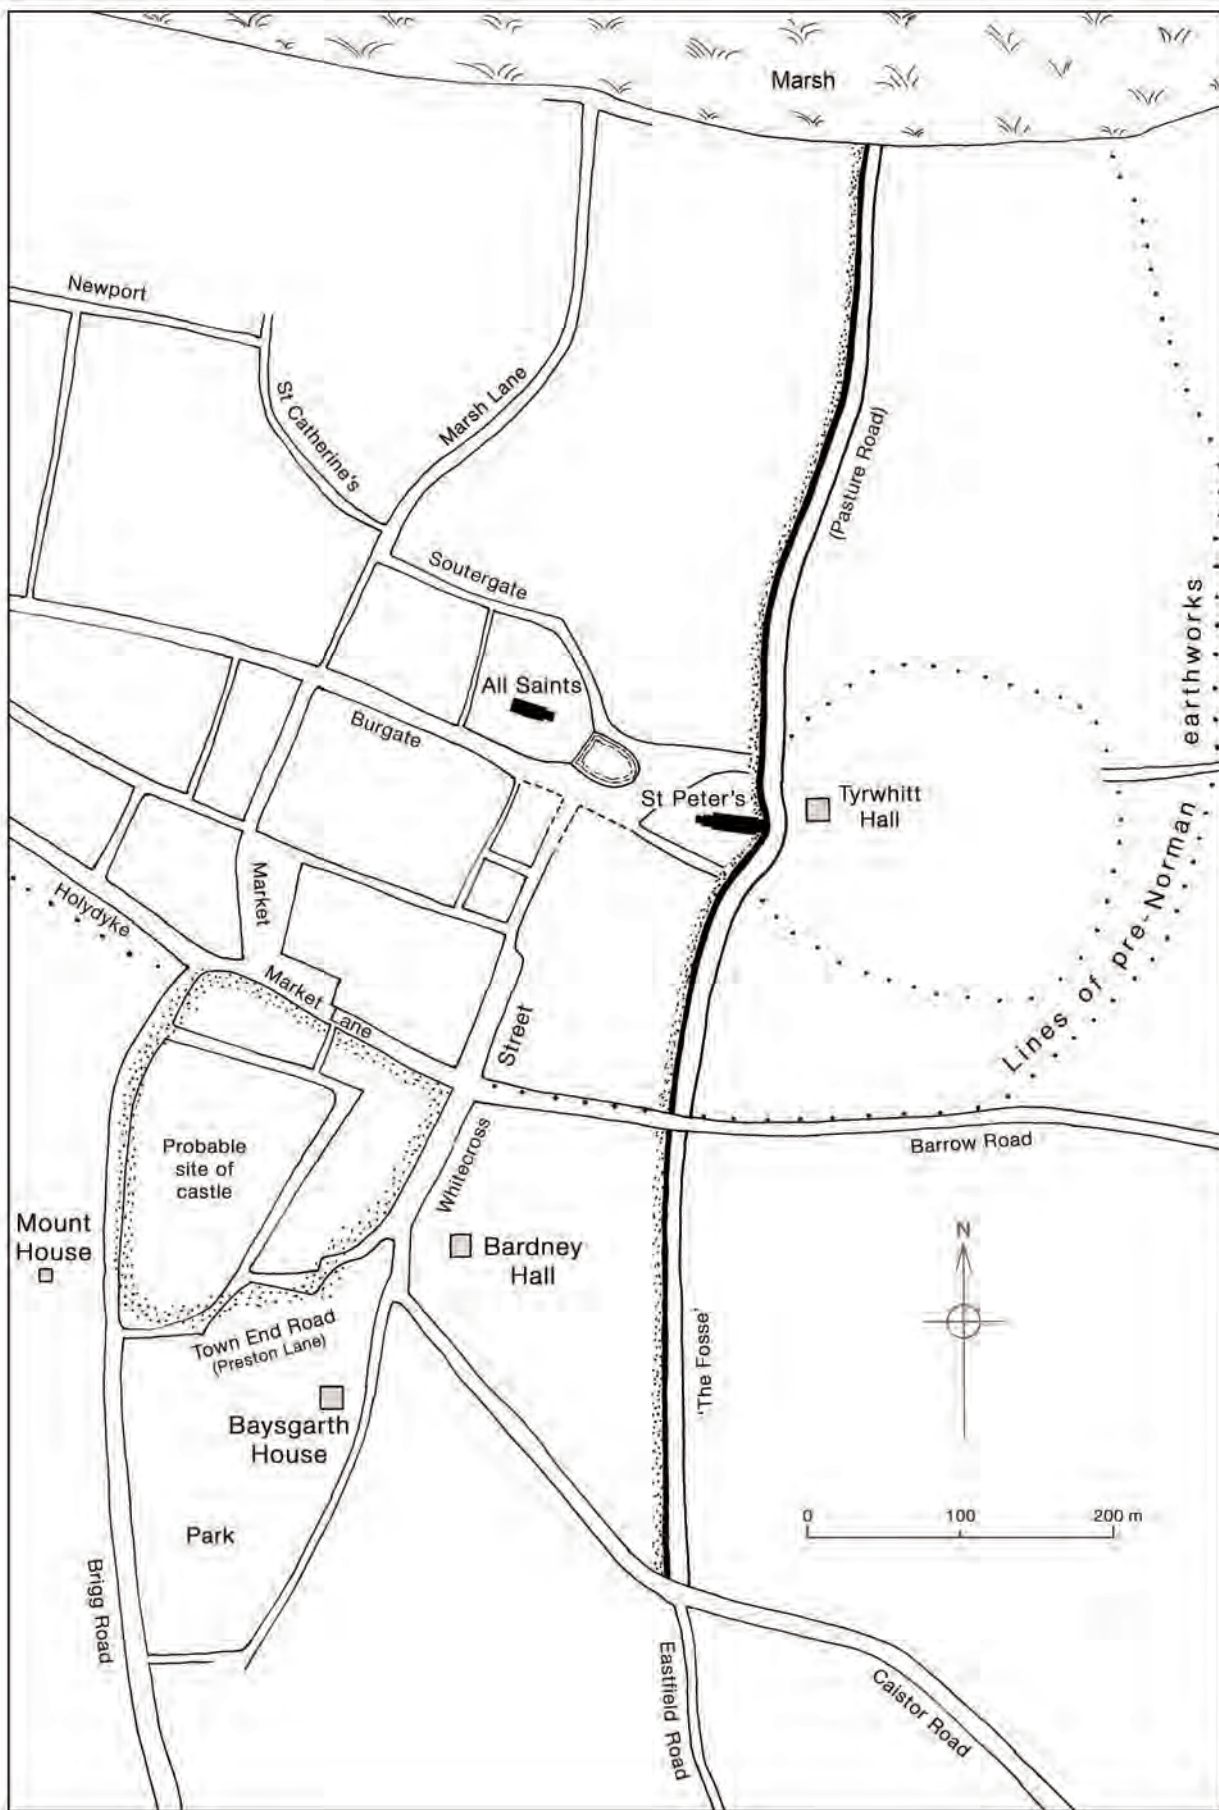 Marsh
Newport
St Catherine's
Marsh Lane
(Pasture Road)
Soutergate
All Saints
Burgate
St Peter's
Tyrwhitt
Hall
earthworks
Lines of pre-Norman
Holydyke
Market
Market Lane
Street
Whitecross
Barrow Road
Probable
site of
castle
Mount
House
Bardney
Hall
N
Town End Road
(Preston Lane)
'The Fosse'
Baysgarth
House
Park
0 100 200 m
Brigg Road
Eastfield Road
Caistor Road